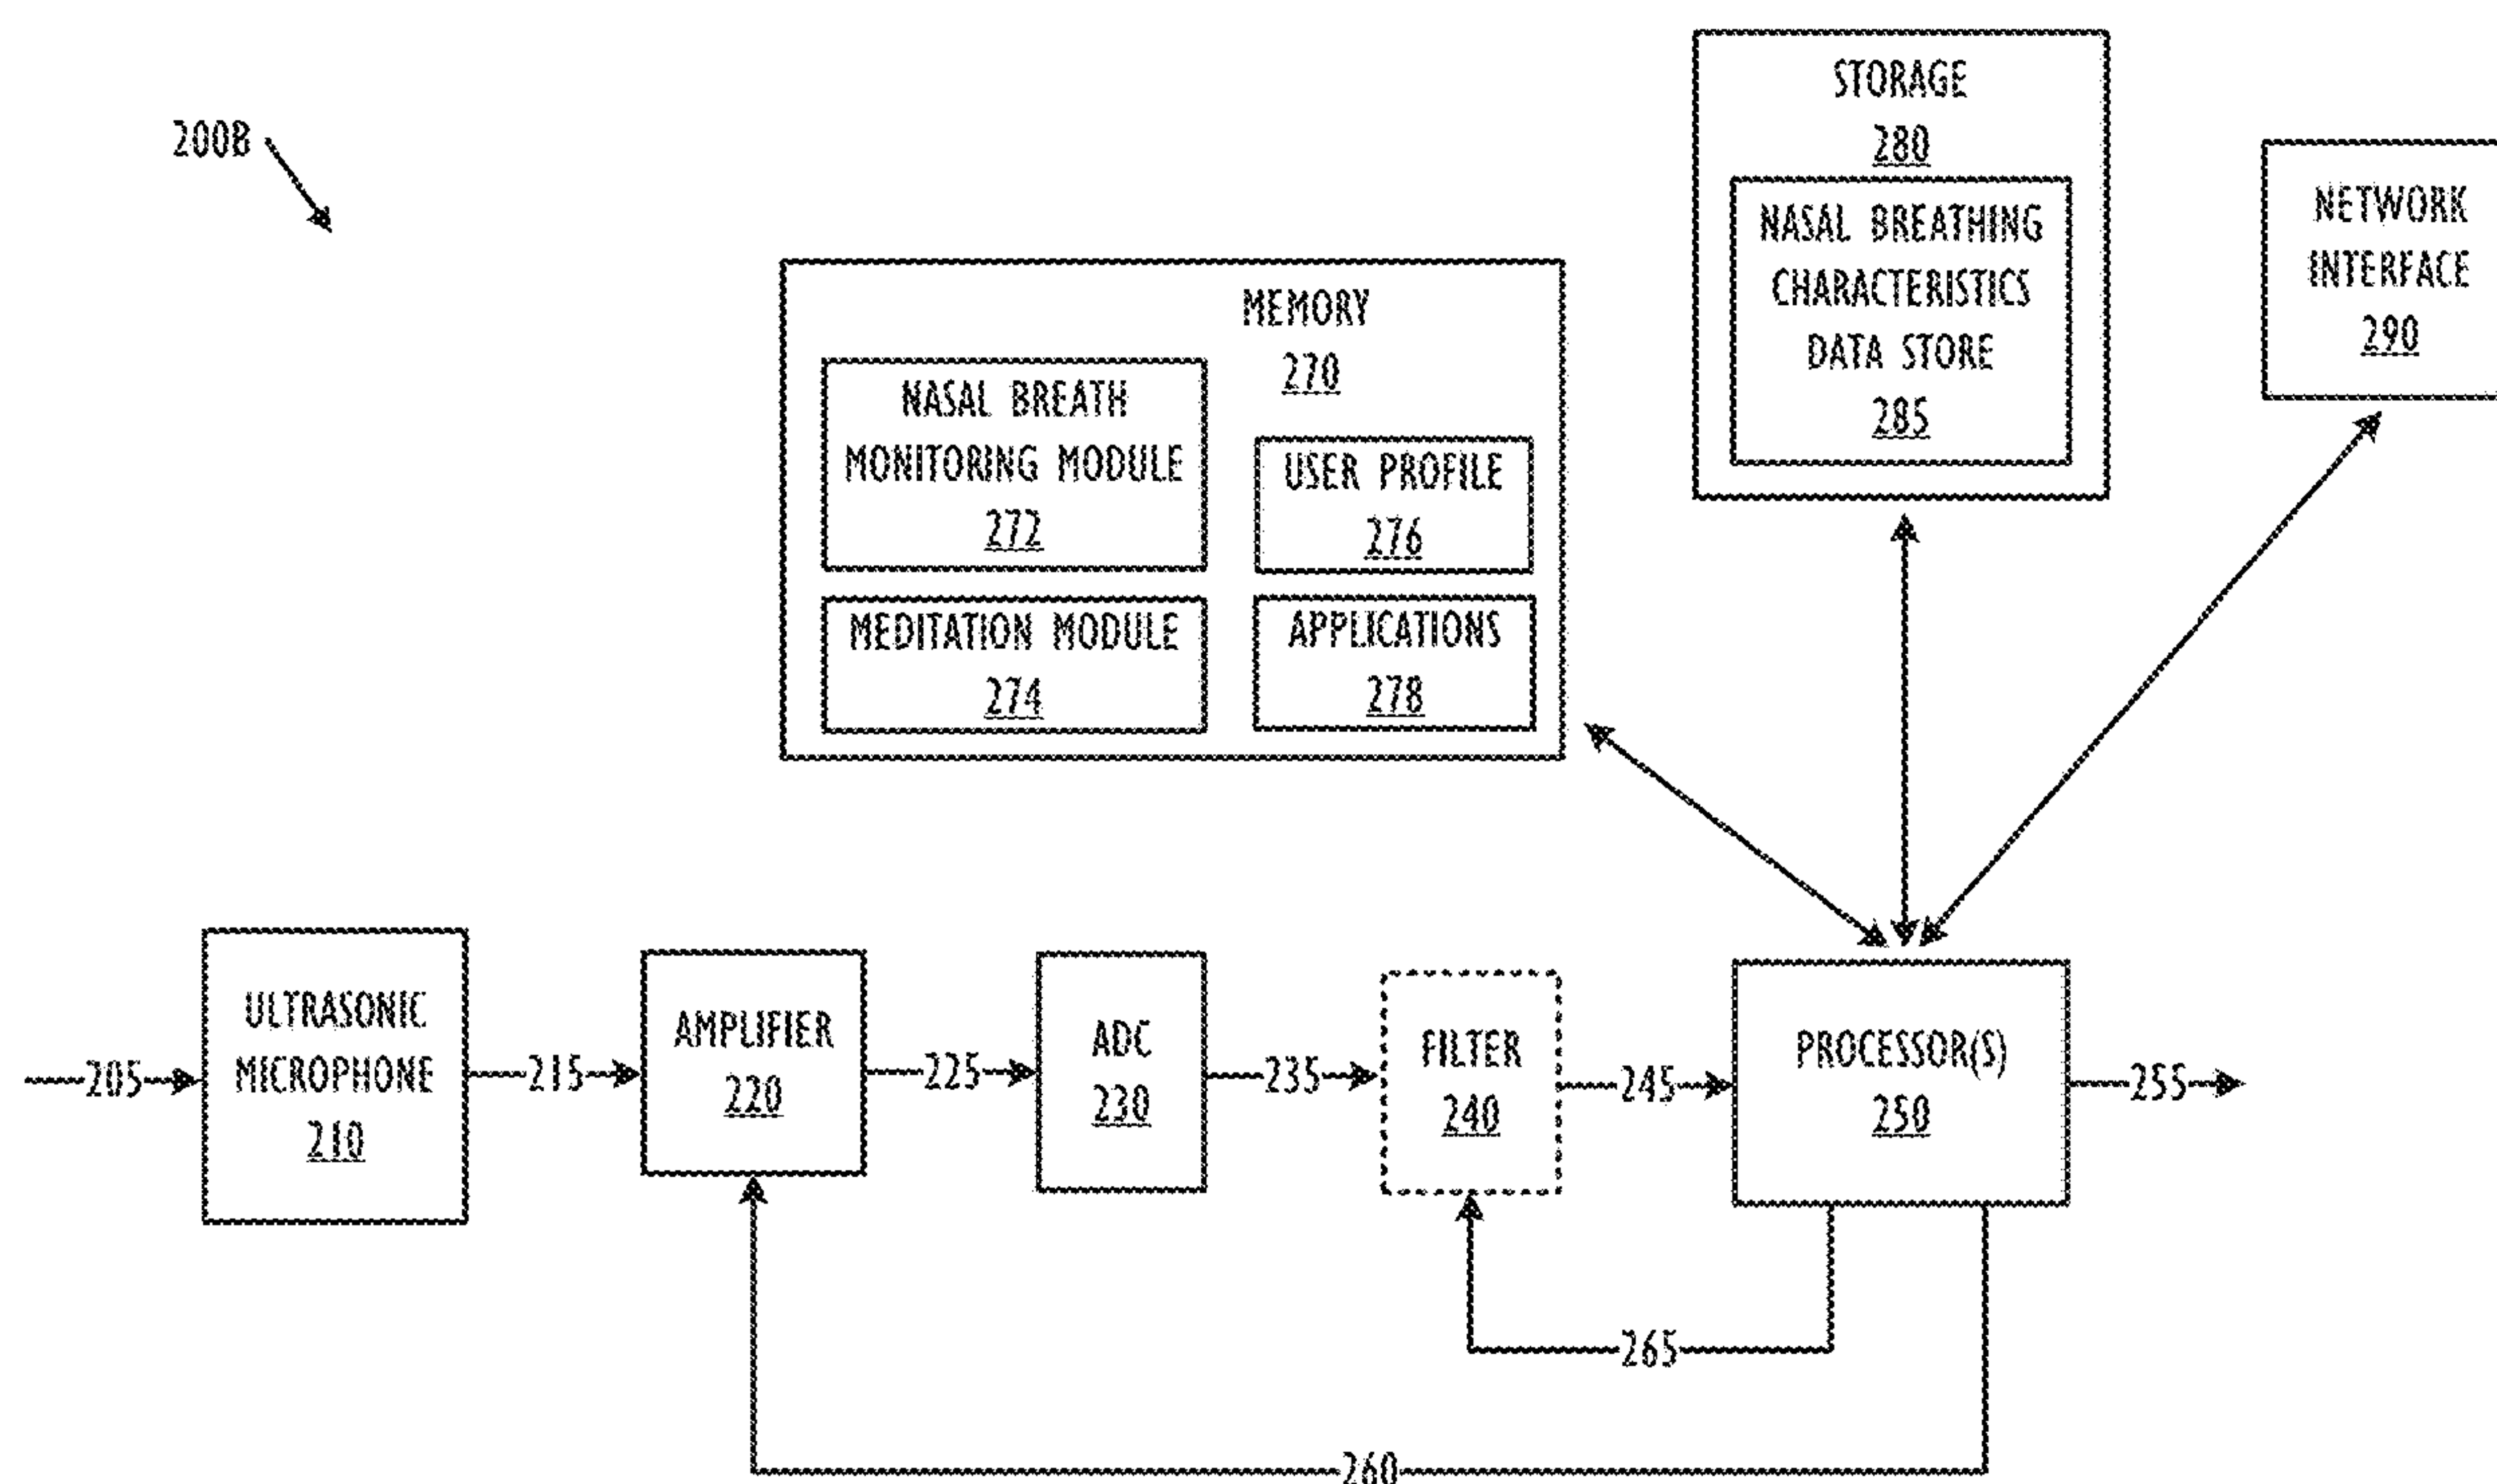 200B
STORAGE
280
NASAL BREATHING
CHARACTERISTICS
DATA STORE
285
NETWORK
INTERFACE
290
MEMORY
270
NASAL BREATH
MONITORING MODULE
272
USER PROFILE
276
MEDITATION MODULE
274
APPLICATIONS
278
205
ULTRASONIC
MICROPHONE
210
215
AMPLIFIER
220
225
ADC
230
235
FILTER
240
245
PROCESSOR(S)
250
255
265
260